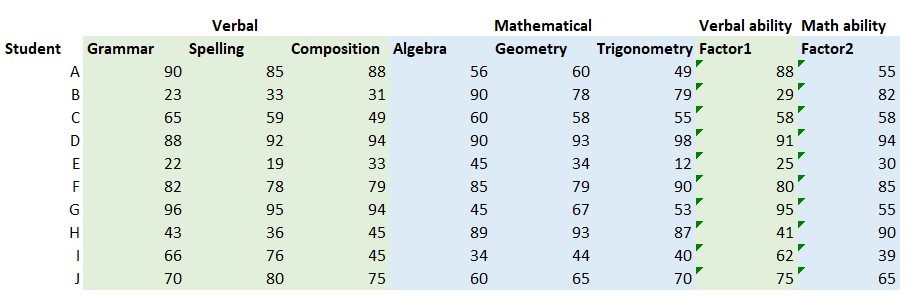 Verbal Mathematical Verbal ability Math ability
Student Grammar Spelling Composition Algebra Geometry Trigonometry Factor1 Factor2
A 90 85 88 56 60 49 88 55
B 23 33 31 90 78 79 29 82
C 65 59 49 60 58 55 58 58
D 88 92 94 90 93 98 91 94
E 22 19 33 45 34 12 25 30
F 82 78 79 85 79 90 80 85
G 96 95 94 45 67 53 95 55
H 43 36 45 89 93 87 41 90
I 66 76 45 34 44 40 62 39
J 70 80 75 60 65 70 75 65